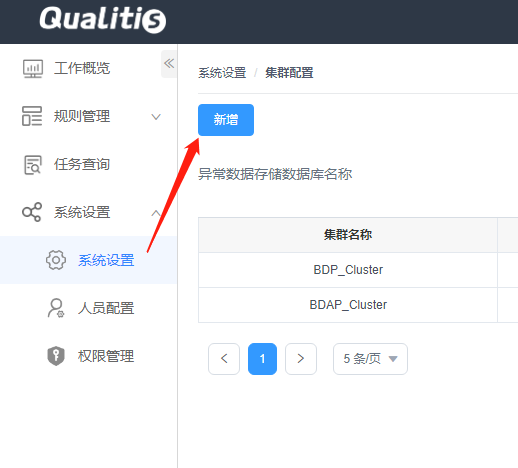 Qualitis
工作概览
规则管理
任务查询
系统设置
系统设置
人员配置
权限管理
系统设置 / 集群配置
新增
异常数据存储数据库名称
集群名称
BDP_Cluster
BDAP_Cluster
1
5 条/页